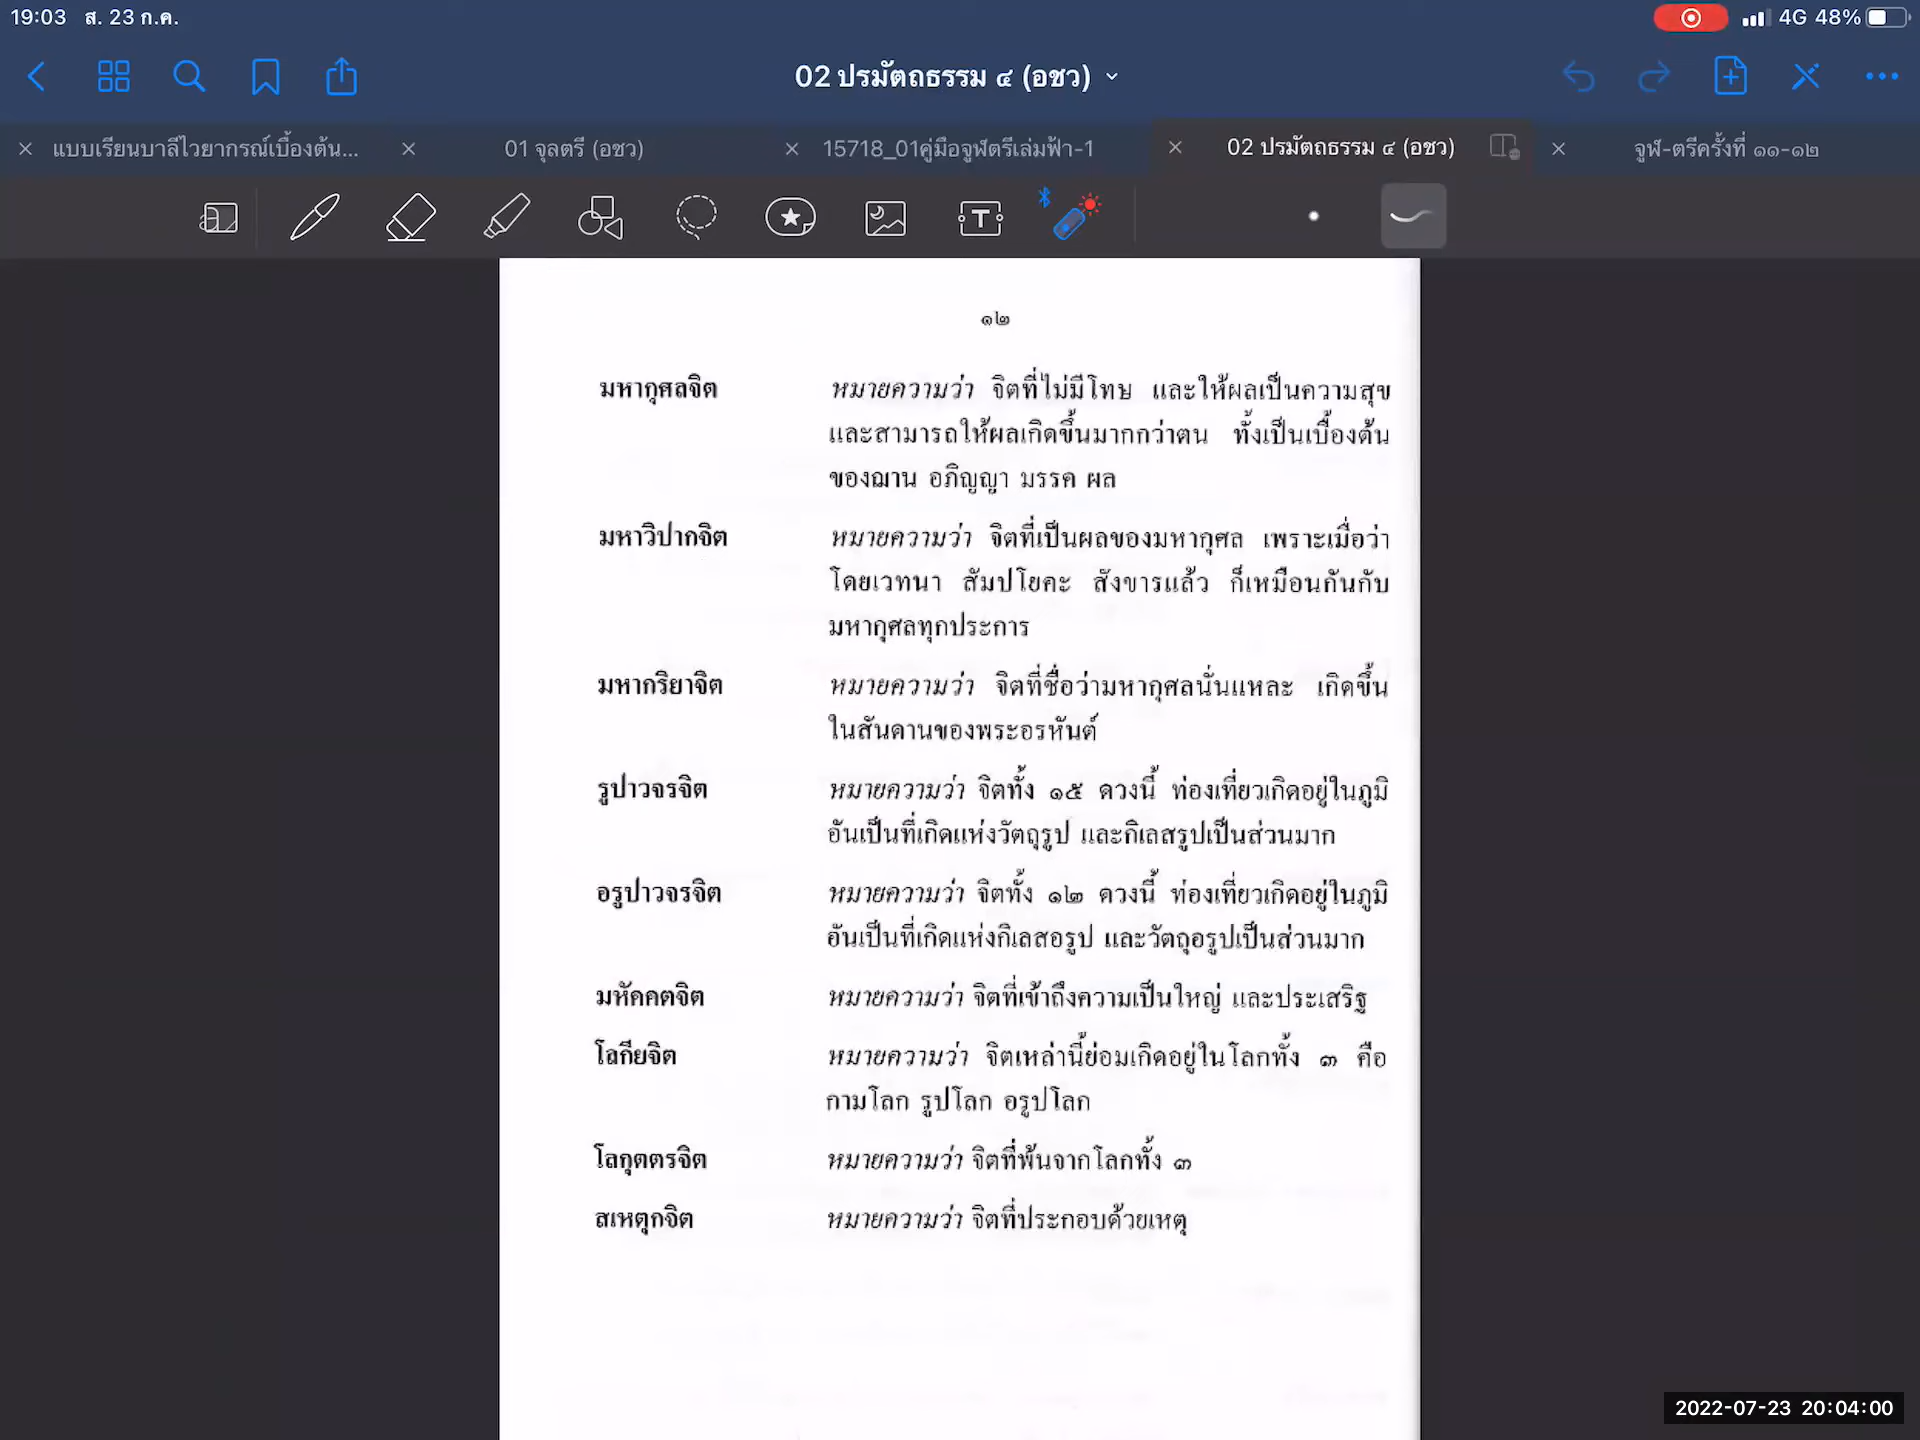 19:03 ส. 23 ก.ค.
4G 48%
02 ปรมัตถธรรม ๔ (อชว)
แบบเรียนบาลีไวยากรณ์เบื้องต้น...
01 จุลตรี (อชว)
15718_01คู่มือจูฬตรีเล่มฟ้า-1
02 ปรมัตถธรรม ๔ (อชว)
จูฬ-ตรีครั้งที่ ๑๑-๑๒
๑๒
มหากุศลจิต หมายความว่า จิตที่ไม่มีโทษ และให้ผลเป็นความสุข
และสามารถให้ผลเกิดขึ้นมากกว่าตน ทั้งเป็นเบื้องต้น
ของฌาน อภิญญา มรรค ผล
มหาวิปากจิต หมายความว่า จิตที่เป็นผลของมหากุศล เพราะเมื่อว่า
โดยเวทนา สัมปโยคะ สังขารแล้ว ก็เหมือนกันกับ
มหากุศลทุกประการ
มหากริยาจิต หมายความว่า จิตที่ชื่อว่ามหากุศลนั่นแหละ เกิดขึ้น
ในสันดานของพระอรหันต์
รูปาวจรจิต หมายความว่า จิตทั้ง ๑๕ ดวงนี้ ท่องเที่ยวเกิดอยู่ในภูมิ
อันเป็นที่เกิดแห่งวัตถุรูป และกิเลสรูปเป็นส่วนมาก
อรูปาวจรจิต หมายความว่า จิตทั้ง ๑๒ ดวงนี้ ท่องเที่ยวเกิดอยู่ในภูมิ
อันเป็นที่เกิดแห่งกิเลสอรูป และวัตถุอรูปเป็นส่วนมาก
มหัคคตจิต หมายความว่า จิตที่เข้าถึงความเป็นใหญ่ และประเสริฐ
โลกียจิต หมายความว่า จิตเหล่านี้ย่อมเกิดอยู่ในโลกทั้ง ๓ คือ
กามโลก รูปโลก อรูปโลก
โลกุตตรจิต หมายความว่า จิตที่พ้นจากโลกทั้ง ๓
สเหตุกจิต หมายความว่า จิตที่ประกอบด้วยเหตุ
2022-07-23 20:04:00